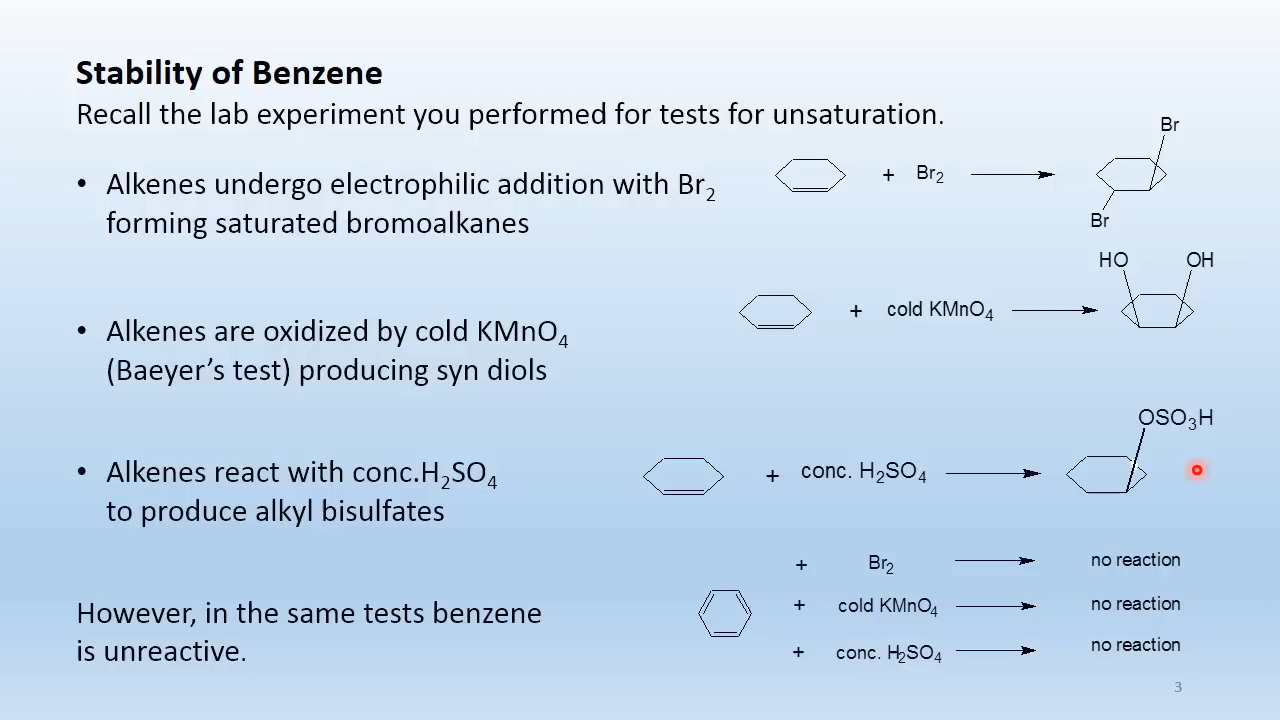 Stability of Benzene
Recall the lab experiment you performed for tests for unsaturation.
• Alkenes undergo electrophilic addition with Br₂
forming saturated bromoalkanes
+ Br₂
Br
Br
• Alkenes are oxidized by cold KMnO₄
(Baeyer’s test) producing syn diols
+ cold KMnO₄
HO OH
• Alkenes react with conc.H₂SO₄
to produce alkyl bisulfates
+ conc. H₂SO₄
OSO₃H
However, in the same tests benzene
is unreactive.
+ Br₂ no reaction
+ cold KMnO₄ no reaction
+ conc. H₂SO₄ no reaction
3